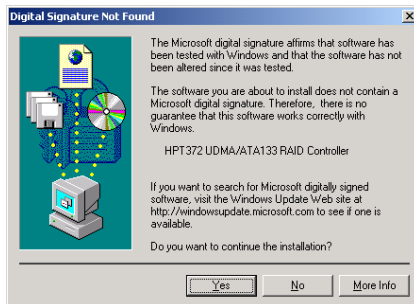 Digital Signature Not Found
The Microsoft digital signature affirms that software has
been tested with Windows and that the software has not
been altered since it was tested.
The software you are about to install does not contain a
Microsoft digital signature. Therefore, there is no
guarantee that this software works correctly with
Windows.
HPT372 UDMA/ATA133 RAID Controller
If you want to search for Microsoft digitally signed
software, visit the Windows Update Web site at
http://windowsupdate.microsoft.com to see if one is
available.
Do you want to continue the installation?
Yes No More Info